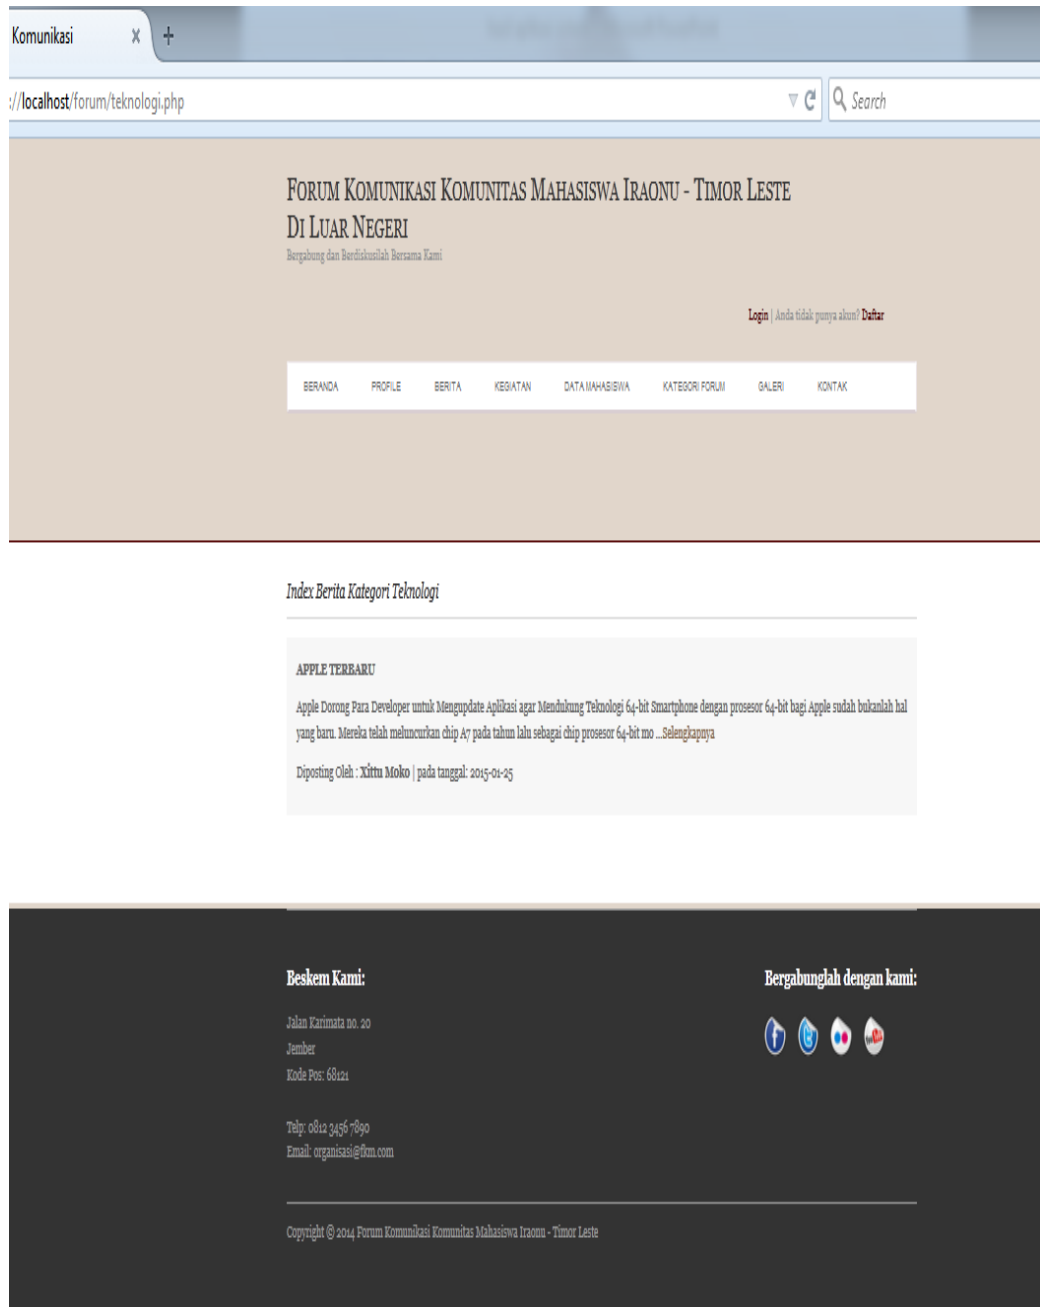 Komunikasi
://localhost/forum/teknologi.php
Search
Forum Komunikasi Komunitas Mahasiswa Iraonu - Timor Leste
Di Luar Negeri
Bergabung dan Berdiskusilah Bersama Kami
Login | Anda tidak punya akun? Daftar
BERANDA PROFILE BERITA KEGIATAN DATA MAHASISWA KATEGORI FORUM GALERI KONTAK
Index Berita Kategori Teknologi
APPLE TERBARU
Apple Dorong Para Developer untuk Mengupdate Aplikasi agar Mendukung Teknologi 64-bit Smartphone dengan prosesor 64-bit bagi Apple sudah bukanlah hal
yang baru. Mereka telah meluncurkan chip A7 pada tahun lalu sebagai chip prosesor 64-bit mo ...Selengkapnya
Diposting Oleh : Xittu Moko | pada tanggal: 2015-01-25
Beskem Kami:
Bergabunglah dengan kami:
Jalan Karimata no. 20
Jember
Kode Pos: 68121
Telp: 0812 3456 7890
Email: organisasi@fkm.com
Copyright © 2014 Forum Komunikasi Komunitas Mahasiswa Iraonu - Timor Leste